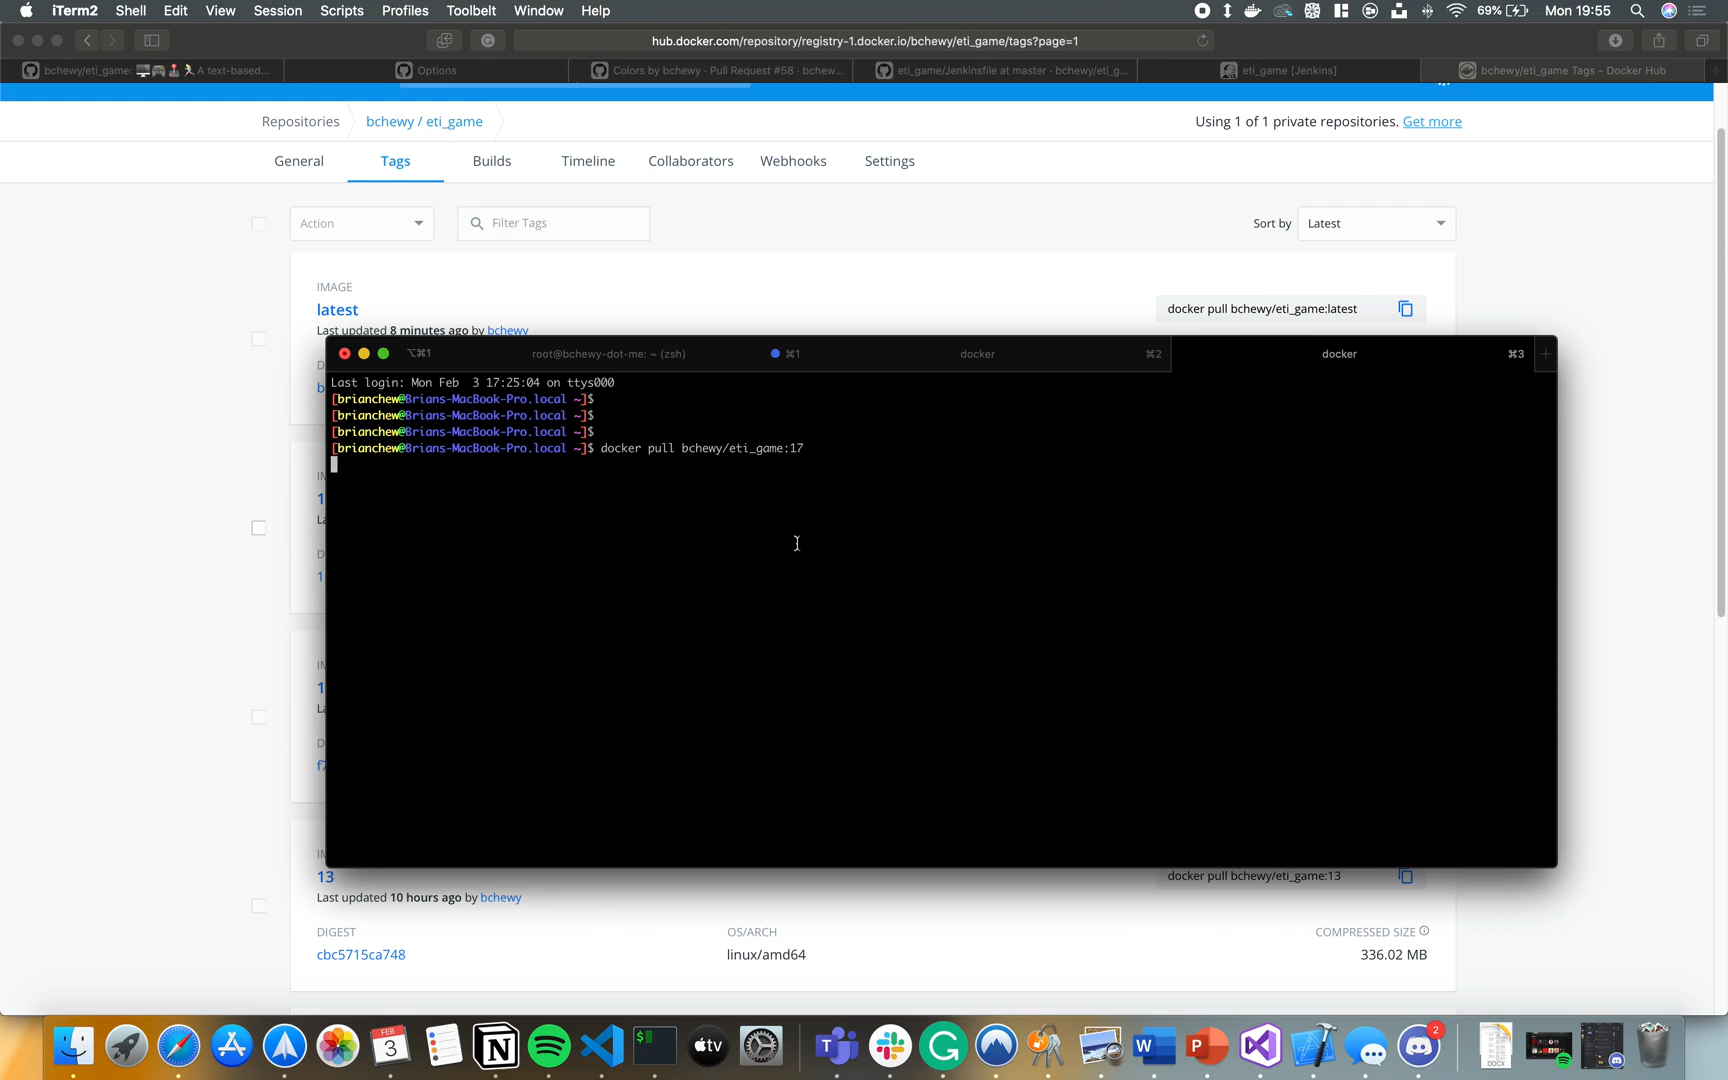 iTerm2 Shell Edit View Session Scripts Profiles Toolbelt Window Help 69% Mon 19:55
hub.docker.com/repository/registry-1.docker.io/bchewy/eti_game/tags?page=1
bchewy/eti_game: A text-based... Options Colors by bchewy · Pull Request #58 · bchew... eti_game/Jenkinsfile at master · bchewy/eti_g... eti_game [Jenkins] bchewy/eti_game Tags - Docker Hub
Repositories bchewy / eti_game Using 1 of 1 private repositories. Get more
General Tags Builds Timeline Collaborators Webhooks Settings
Action Filter Tags Sort by Latest
IMAGE
latest docker pull bchewy/eti_game:latest
Last updated 8 minutes ago by bchewy
⌥⌘1 root@bchewy-dot-me: ~ (zsh) ⌘1 docker ⌘2 docker ⌘3
Last login: Mon Feb  3 17:25:04 on ttys000
[brianchew@Brians-MacBook-Pro.local ~]$
[brianchew@Brians-MacBook-Pro.local ~]$
[brianchew@Brians-MacBook-Pro.local ~]$
[brianchew@Brians-MacBook-Pro.local ~]$ docker pull bchewy/eti_game:17
13 docker pull bchewy/eti_game:13
Last updated 10 hours ago by bchewy
DIGEST OS/ARCH COMPRESSED SIZE
cbc5715ca748 linux/amd64 336.02 MB
FEB
3
tv
2
DOCX